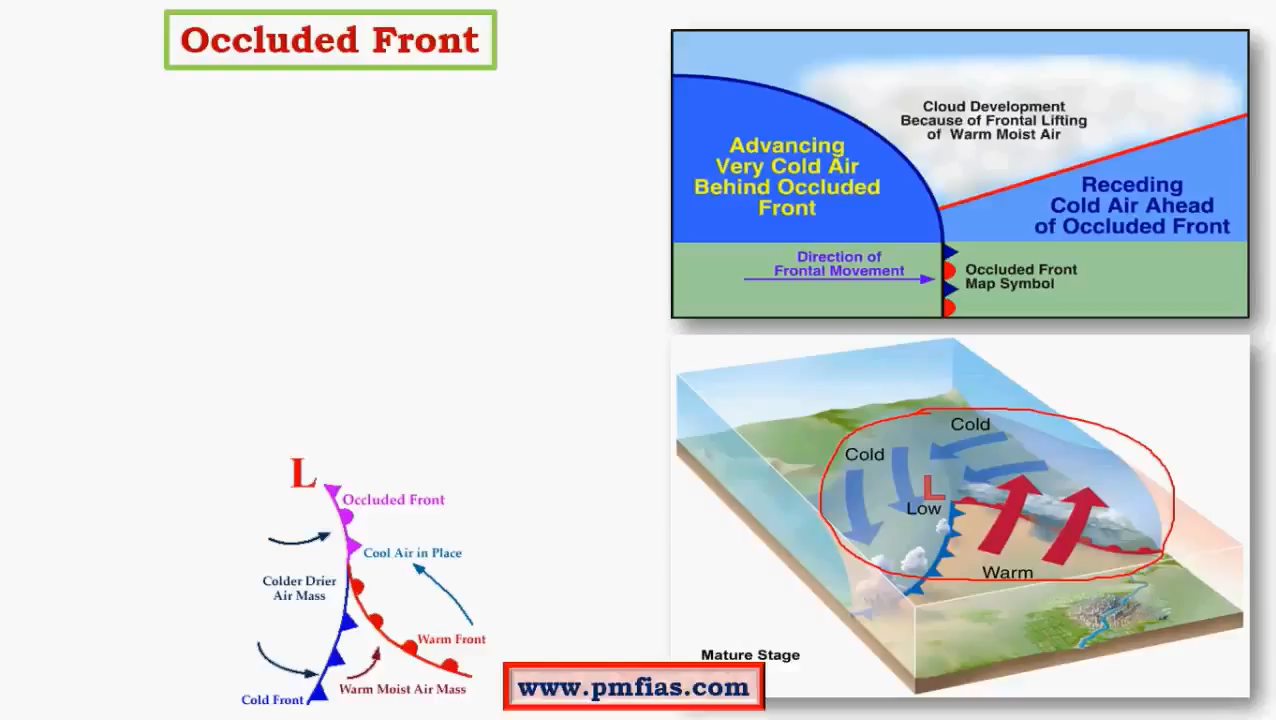 Occluded Front
Cloud Development
Because of Frontal Lifting
of Warm Moist Air
Advancing
Very Cold Air
Behind Occluded
Front
Receding
Cold Air Ahead
of Occluded Front
Direction of
Frontal Movement
Occluded Front
Map Symbol
Cold
Cold
L
Low
Warm
Mature Stage
L
Occluded Front
Cool Air in Place
Colder Drier
Air Mass
Warm Front
Warm Moist Air Mass
Cold Front
www.pmfias.com